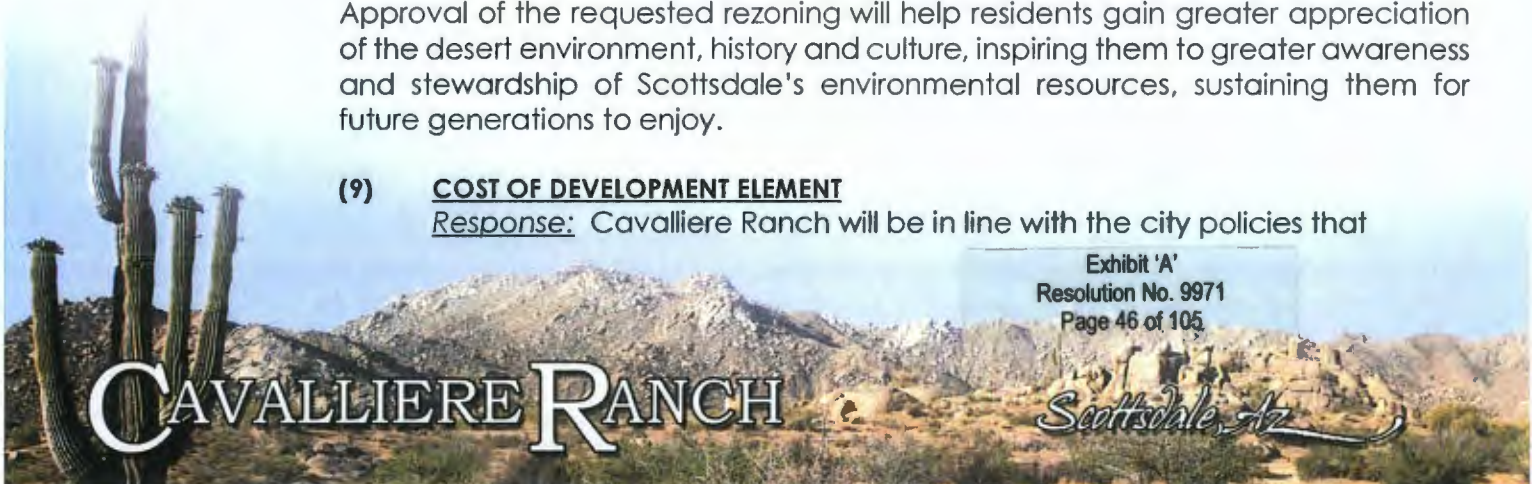 Approval of the requested rezoning will help residents gain greater appreciation
of the desert environment, history and culture, inspiring them to greater awareness
and stewardship of Scottsdale's environmental resources, sustaining them for
future generations to enjoy.
(9) COST OF DEVELOPMENT ELEMENT
Response: Cavalliere Ranch will be in line with the city policies that
Exhibit 'A'
Resolution No. 9971
Page 46 of 105
CAVALLIERE RANCH
Scottsdale, Az